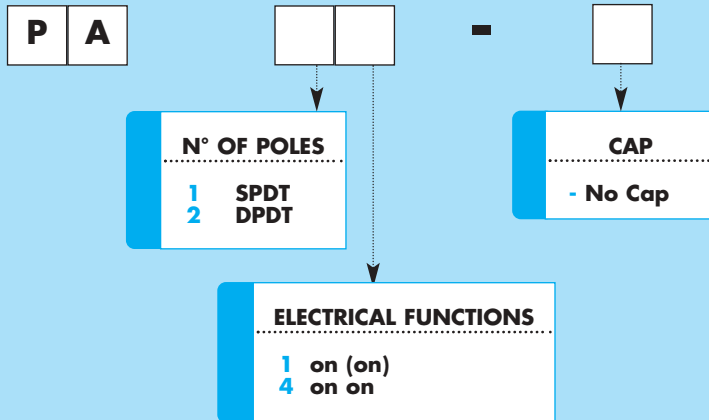 P A -
N° OF POLES
1 SPDT
2 DPDT
CAP
- No Cap
ELECTRICAL FUNCTIONS
1 on (on)
4 on on